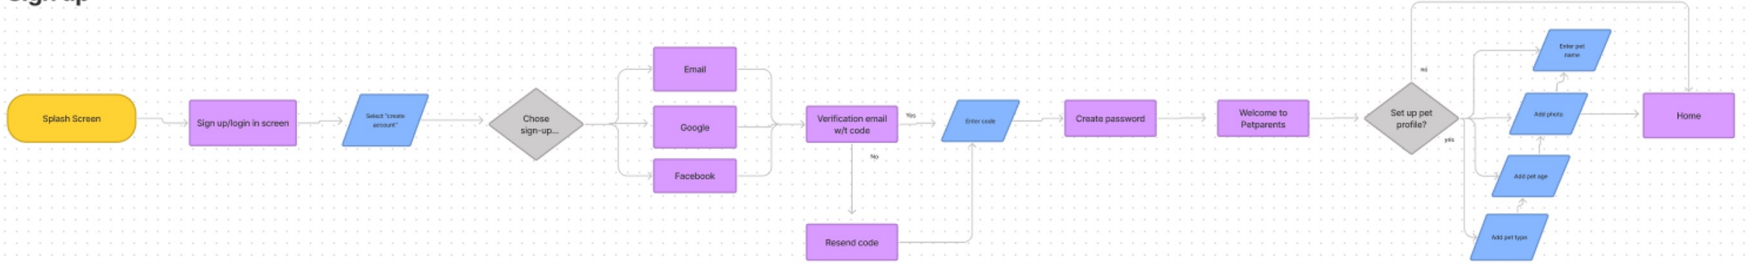 Sign up
Splash Screen
Sign up/login in screen
Select "create
aenount"
Chose
sign-up...
Email
Google
Facebook
Verification email
w/t code
Yes
No
Resend code
Enter code
Create password
Welcome to
Petparents
Set up pet
profile?
no
yes
Enter pet
name
Add photo
Add pet age
Add pet type
Home